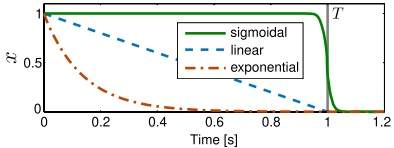 1
T
sigmoidal
linear
exponential
x
0.5
0
0
0.2
0.4
0.6
0.8
1
1.2
Time [s]